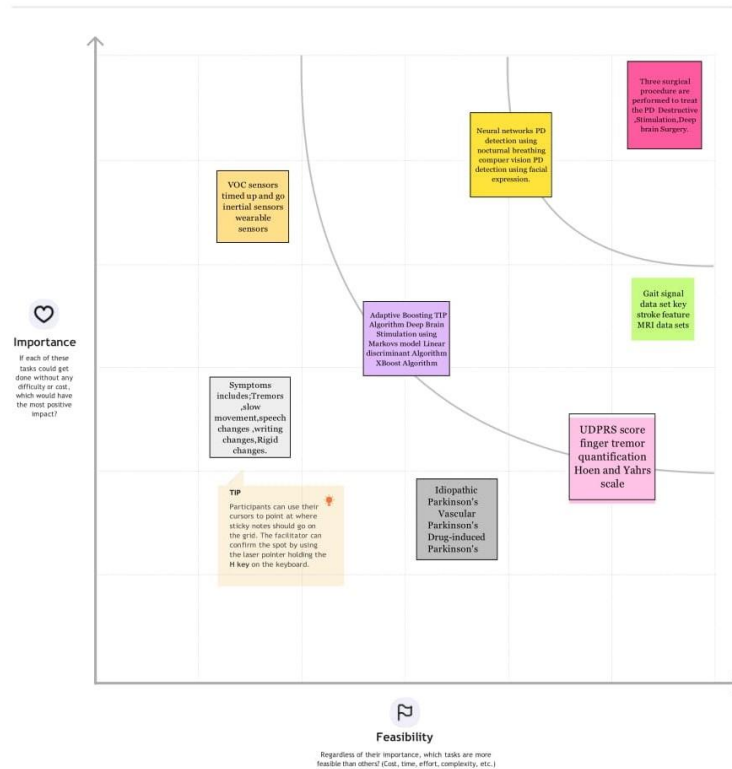 Three surgical
procedure are
performed to treat
the PD Destructive
,Stimulation,Deep
brain Surgery.
Neural networks PD
detection using
nocturnal breathing
compuer vision PD
detection using facial
expression.
VOC sensors
timed up and go
inertial sensors
wearable
sensors
Gait signal
data set key
stroke feature
MRI data sets
Adaptive Boosting TIP
Algorithm Deep Brain
Stimulation using
Markovs model Linear
discriminant Algorithm
XBoost Algorithm
Importance
If each of these
tasks could get
done without any
difficulty or cost,
which would have
the most positive
impact?
Symptoms
includes;Tremors
,slow
movement,speech
changes ,writing
changes,Rigid
changes.
UDPRS score
finger tremor
quantification
Hoen and Yahrs
scale
TIP
Participants can use their
cursors to point at where
sticky notes should go on
the grid. The facilitator can
confirm the spot by using
the laser pointer holding the
H key on the keyboard.
Idiopathic
Parkinson's
Vascular
Parkinson's
Drug-induced
Parkinson's
Feasibility
Regardless of their importance, which tasks are more
feasible than others? (Cost, time, effort, complexity, etc.)